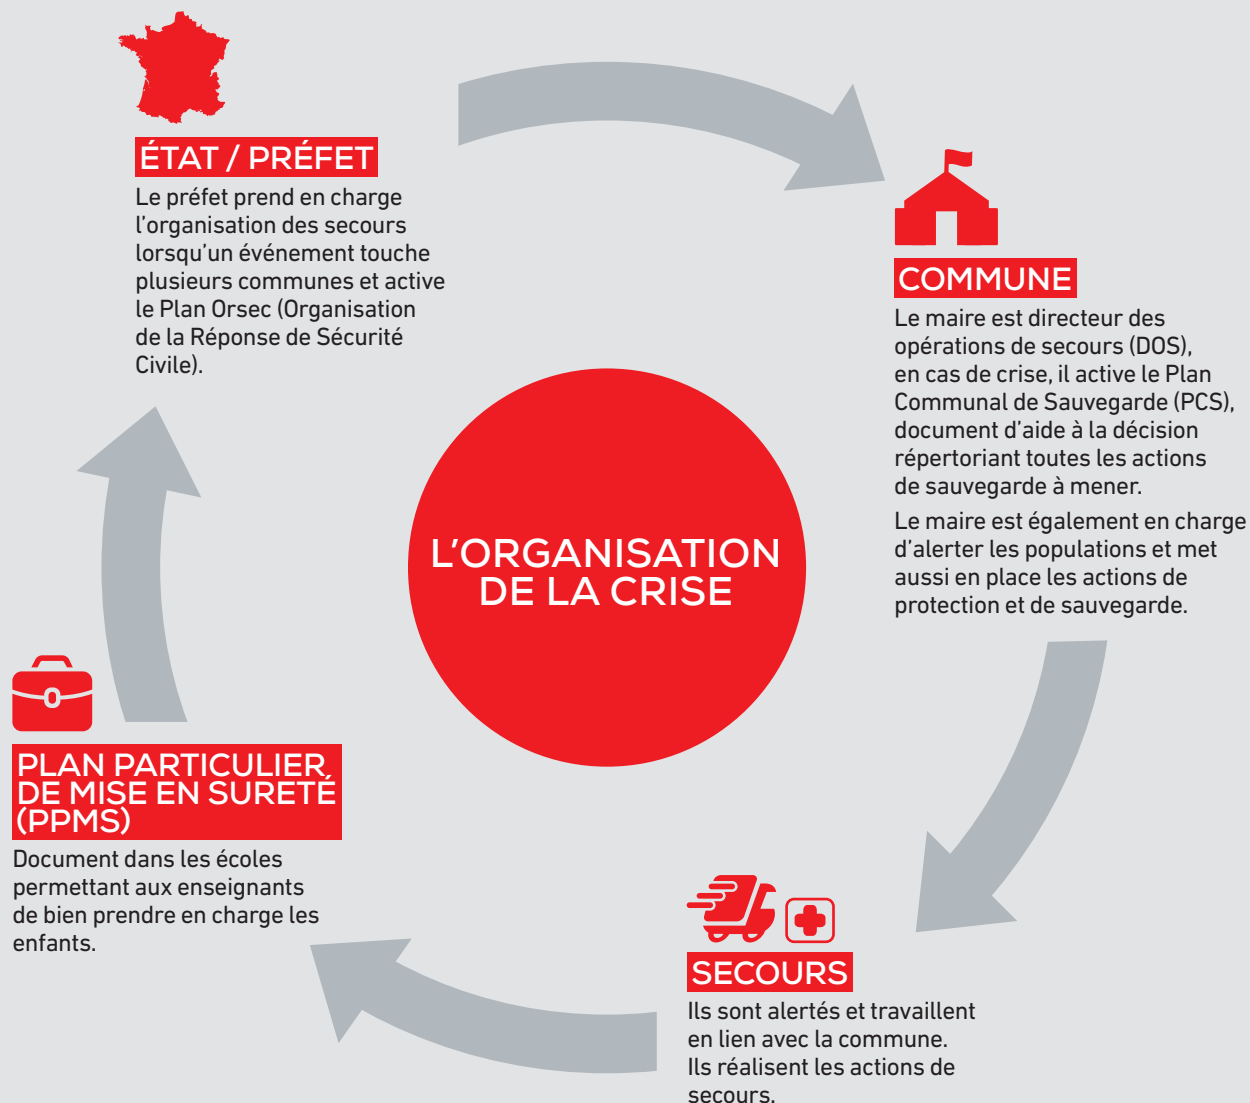 ÉTAT / PRÉFET
Le préfet prend en charge
l'organisation des secours
lorsqu'un événement touche
plusieurs communes et active
le Plan Orsec (Organisation
de la Réponse de Sécurité
Civile).
COMMUNE
Le maire est directeur des
opérations de secours (DOS),
en cas de crise, il active le Plan
Communal de Sauvegarde (PCS),
document d'aide à la décision
répertoriant toutes les actions
de sauvegarde à mener.
Le maire est également en charge
d'alerter les populations et met
aussi en place les actions de
protection et de sauvegarde.
L'ORGANISATION
DE LA CRISE
SECOURS
Ils sont alertés et travaillent
en lien avec la commune.
Ils réalisent les actions de
secours.
PLAN PARTICULIER
DE MISE EN SURETÉ
(PPMS)
Document dans les écoles
permettant aux enseignants
de bien prendre en charge les
enfants.